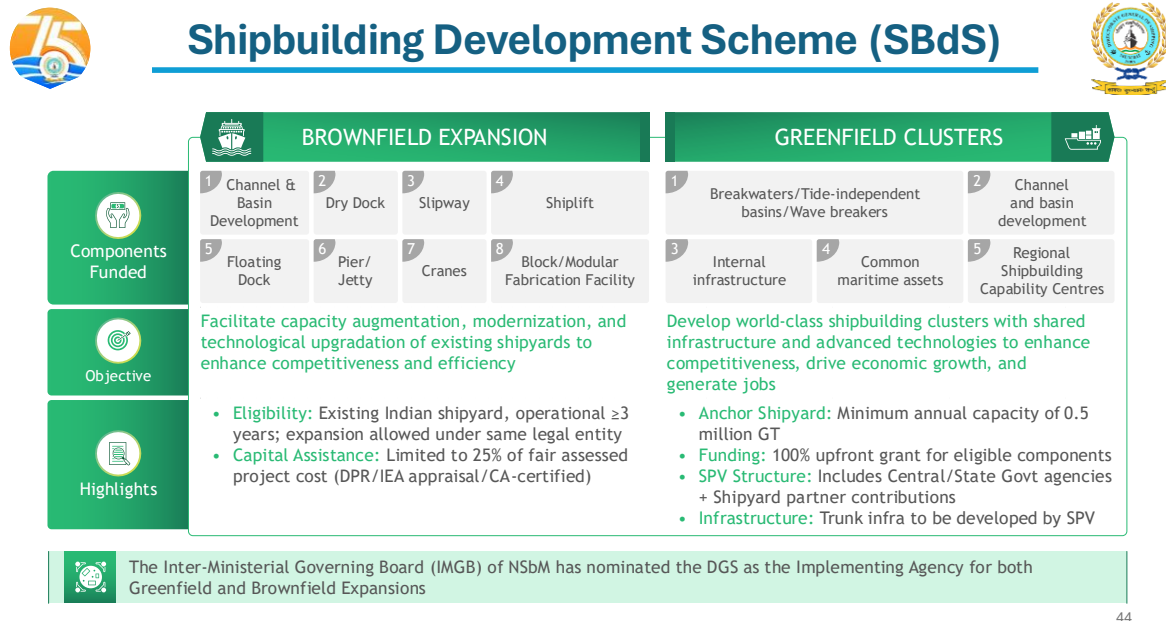 75
Shipbuilding Development Scheme (SBdS)
BROWNFIELD EXPANSION
GREENFIELD CLUSTERS
Components
Funded
1
Channel &
Basin
Development
2
Dry Dock
3
Slipway
4
Shiplift
5
Floating
Dock
6
Pier/
Jetty
7
Cranes
8
Block/Modular
Fabrication Facility
1
Breakwaters/Tide-independent
basins/Wave breakers
2
Channel
and basin
development
3
Internal
infrastructure
4
Common
maritime assets
5
Regional
Shipbuilding
Capability Centres
Objective
Facilitate capacity augmentation, modernization, and
technological upgradation of existing shipyards to
enhance competitiveness and efficiency
Develop world-class shipbuilding clusters with shared
infrastructure and advanced technologies to enhance
competitiveness, drive economic growth, and
generate jobs
Highlights
• Eligibility: Existing Indian shipyard, operational ≥3
years; expansion allowed under same legal entity
• Capital Assistance: Limited to 25% of fair assessed
project cost (DPR/IEA appraisal/CA-certified)
• Anchor Shipyard: Minimum annual capacity of 0.5
million GT
• Funding: 100% upfront grant for eligible components
• SPV Structure: Includes Central/State Govt agencies
+ Shipyard partner contributions
• Infrastructure: Trunk infra to be developed by SPV
The Inter-Ministerial Governing Board (IMGB) of NSbM has nominated the DGS as the Implementing Agency for both
Greenfield and Brownfield Expansions
44